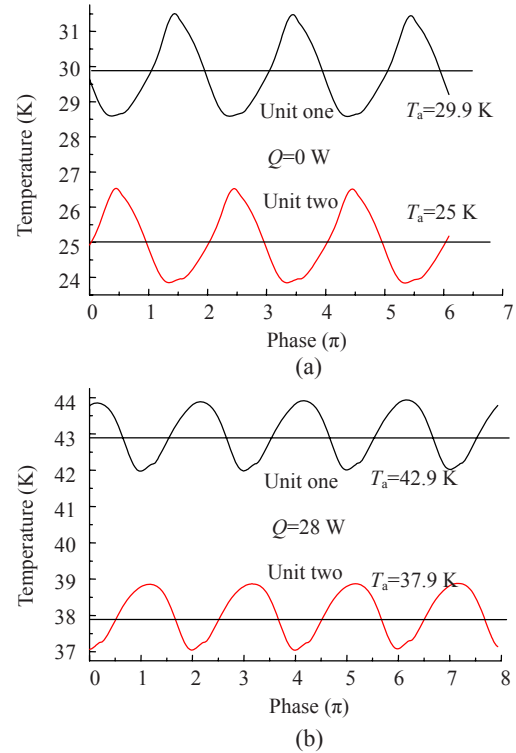 31
30
29
28
27
26
25
24
Temperature (K)
Unit one
Tₐ=29.9 K
Q=0 W
Unit two
Tₐ=25 K
0 1 2 3 4 5 6 7
Phase (π)
(a)
44
43
42
41
40
39
38
37
Temperature (K)
Unit one
Tₐ=42.9 K
Q=28 W
Unit two
Tₐ=37.9 K
0 1 2 3 4 5 6 7 8
Phase (π)
(b)